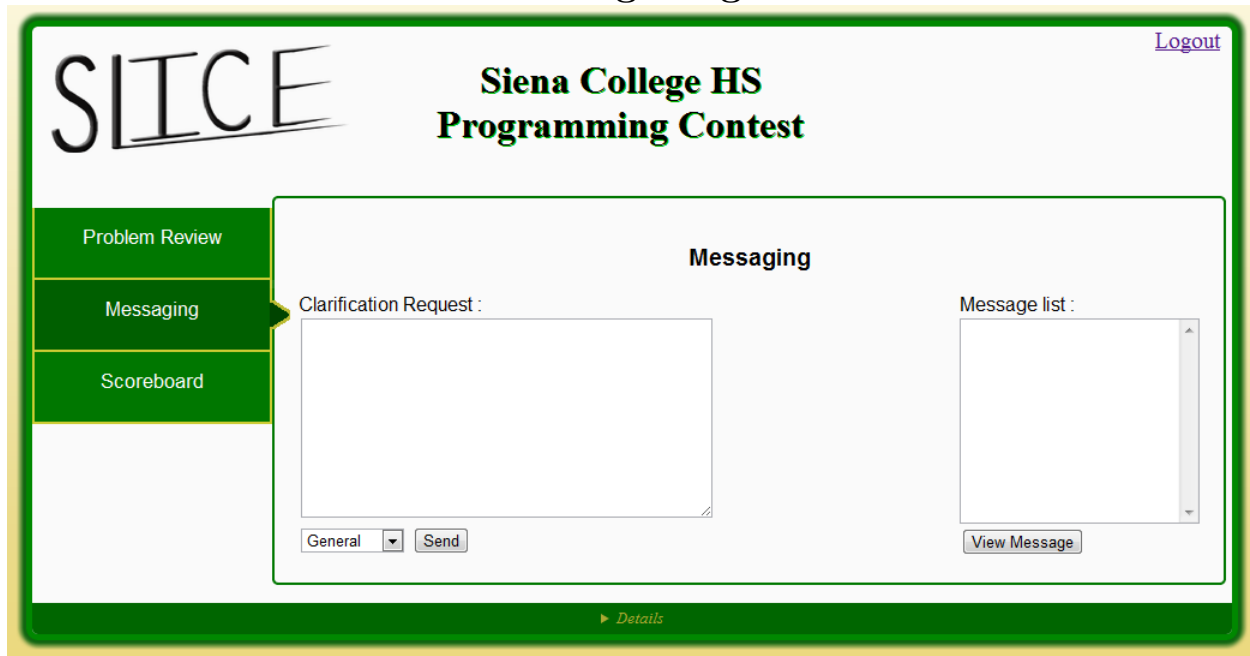 Logout
SLICE
Siena College HS
Programming Contest
Problem Review
Messaging
Scoreboard
Messaging
Clarification Request :
Message list :
General
Send
View Message
Details